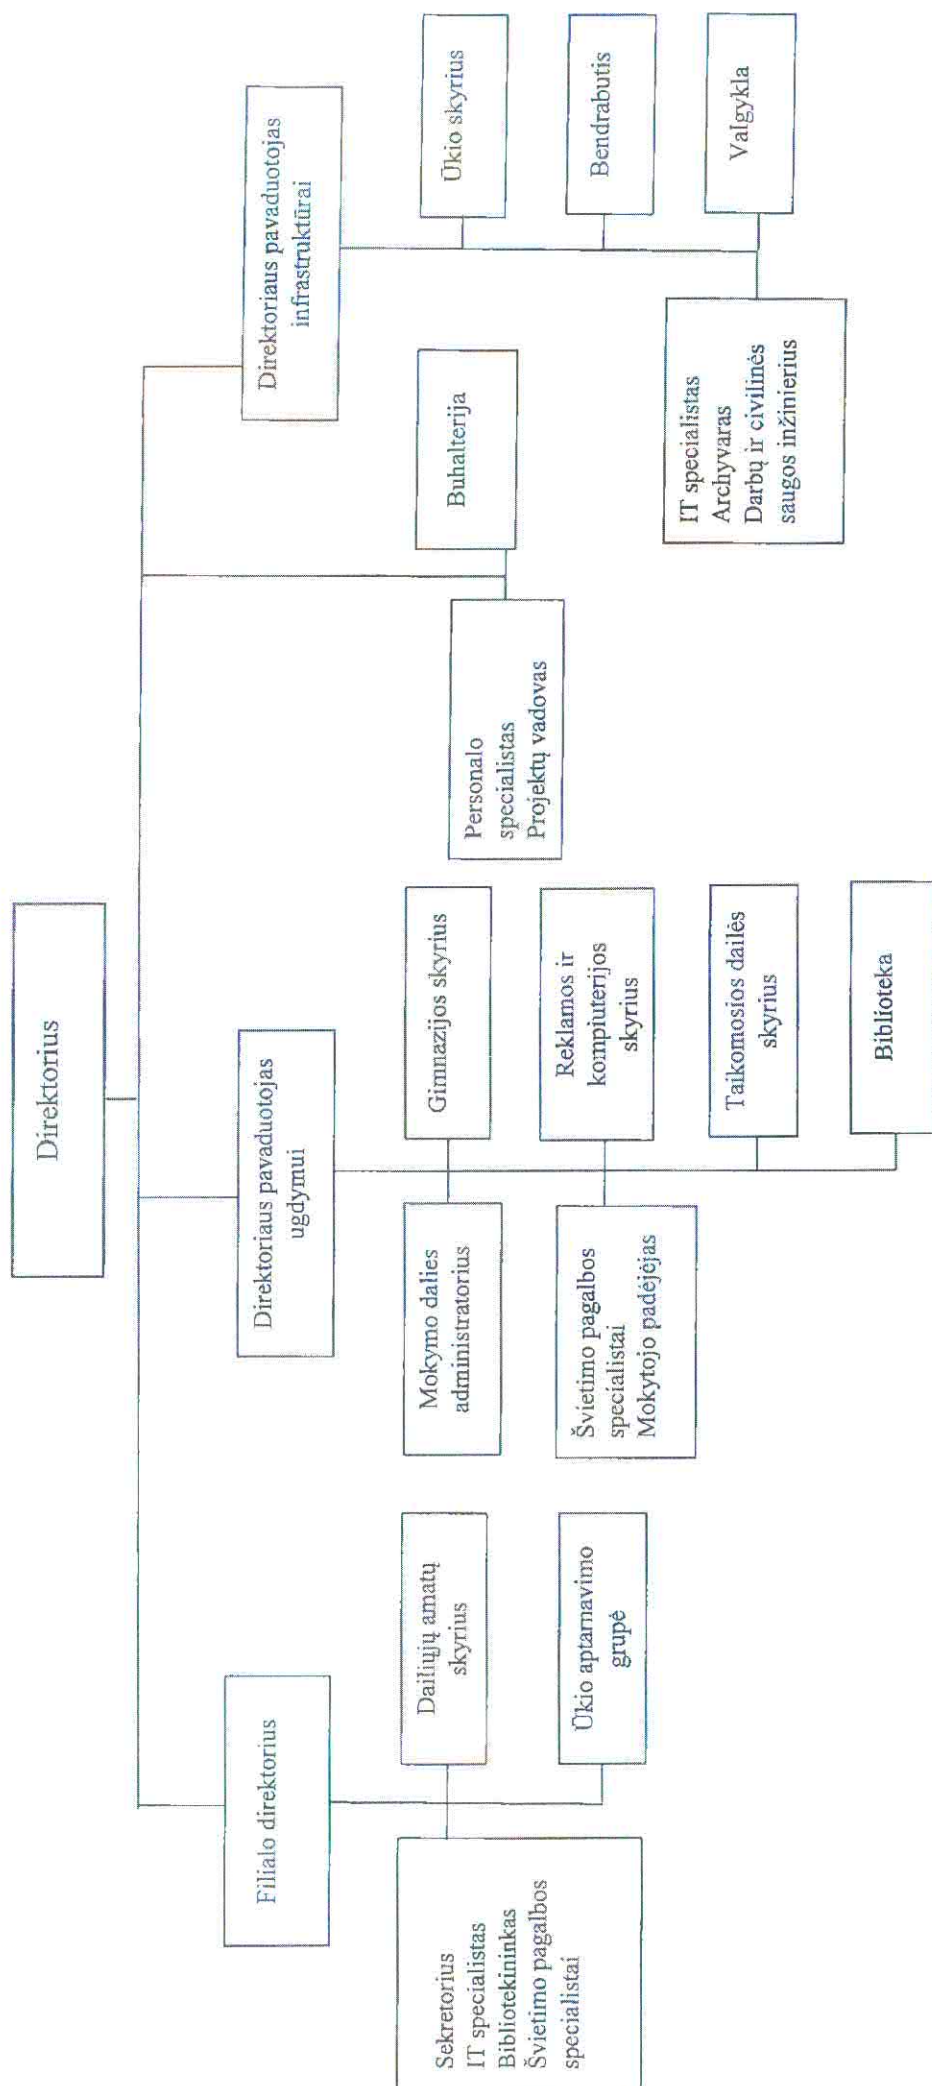 Direktorius
Filialo direktorius
Sekretorius
IT specialistas
Bibliotekininkas
Švietimo pagalbos
specialistai
Dailiųjų amatų
skyrius
Ūkio aptarnavimo
grupė
Direktoriaus pavaduotojas
ugdymui
Mokymo dalies
administratorius
Gimnazijos skyrius
Švietimo pagalbos
specialistai
Mokytojo padėjėjas
Reklamos ir
kompiuterijos
skyrius
Taikomosios dailės
skyrius
Biblioteka
Personalo
specialistas
Projektų vadovas
Buhalterija
Direktoriaus pavaduotojas
infrastruktūrai
Ūkio skyrius
Bendrabutis
Valgykla
IT specialistas
Archyvaras
Darbų ir civilinės
saugos inžinierius